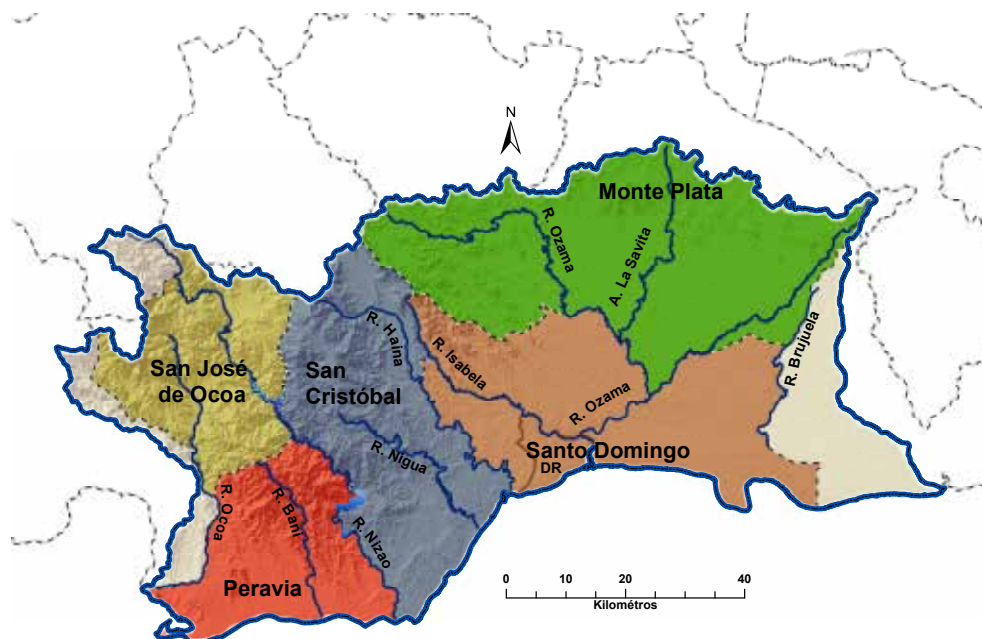 N
Monte Plata
R. Ozama
A. La Savita
R. Haina
R. Isabela
R. Brujuela
San José
de Ocoa
San
Cristóbal
R. Ozama
Santo Domingo
DR
R. Nigua
R. Ocoa
R. Bani
R. Nizao
Peravia
0 10 20 40
Kilométros